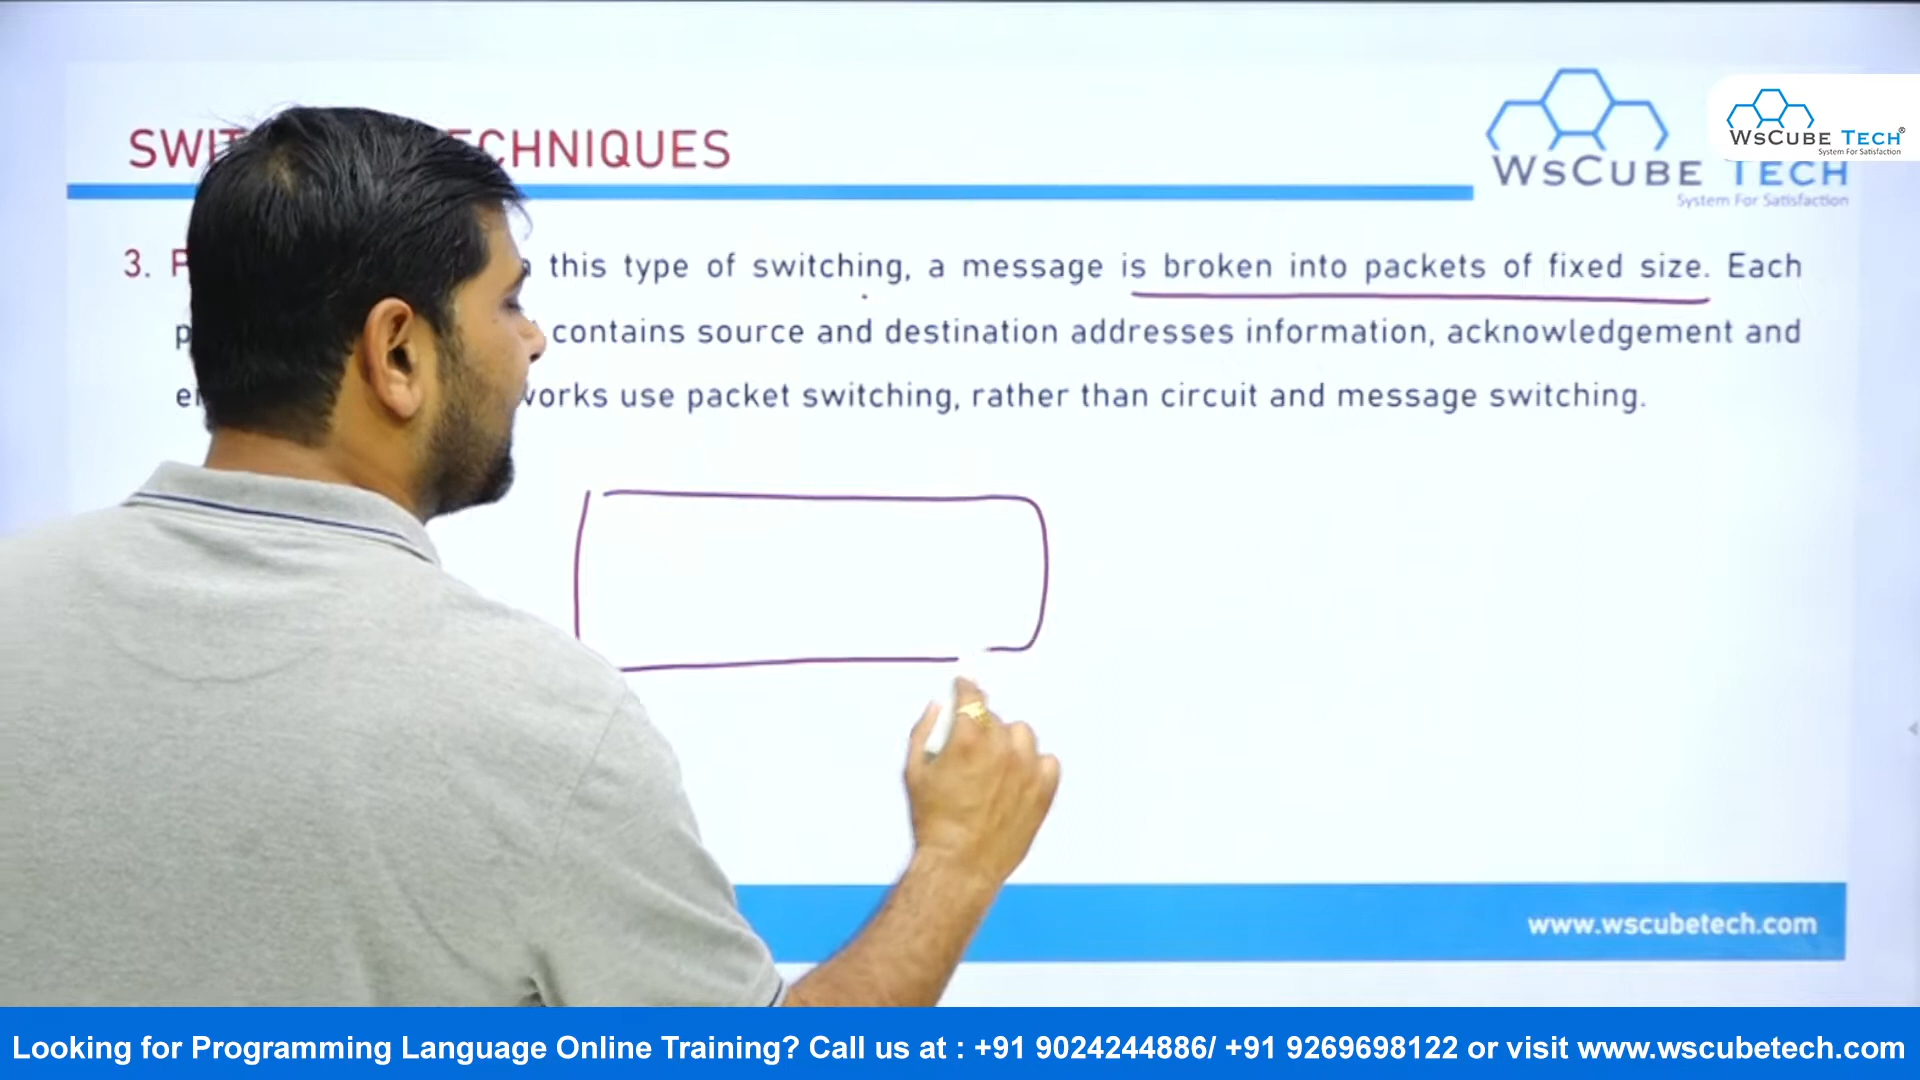 CHNIQUES
WSCUBE TECH
System For Satisfaction
WSCUBE TECH®
System For Satisfaction
3. this type of switching, a message is broken into packets of fixed size. Each
contains source and destination addresses information, acknowledgement and
use packet switching, rather than circuit and message switching.
www.wscubetech.com
Looking for Programming Language Online Training? Call us at : +91 9024244886/ +91 9269698122 or visit www.wscubetech.com